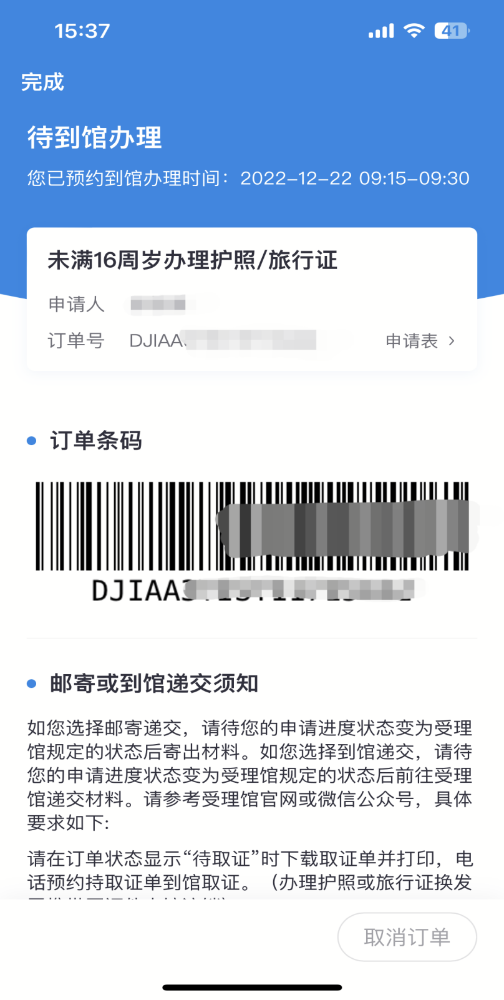 15:37
41
完成
待到馆办理
您已预约到馆办理时间：2022-12-22 09:15-09:30
未满16周岁办理护照/旅行证
申请人
订单号 DJIAA
申请表 >
订单条码
DJIAA
邮寄或到馆递交须知
如您选择邮寄递交，请待您的申请进度状态变为受理
馆规定的状态后寄出材料。如您选择到馆递交，请待
您的申请进度状态变为受理馆规定的状态后前往受理
馆递交材料。请参考受理馆官网或微信公众号，具体
要求如下:
请在订单状态显示“待取证”时下载取证单并打印，电
话预约持取证单到馆取证。（办理护照或旅行证换发
取消订单